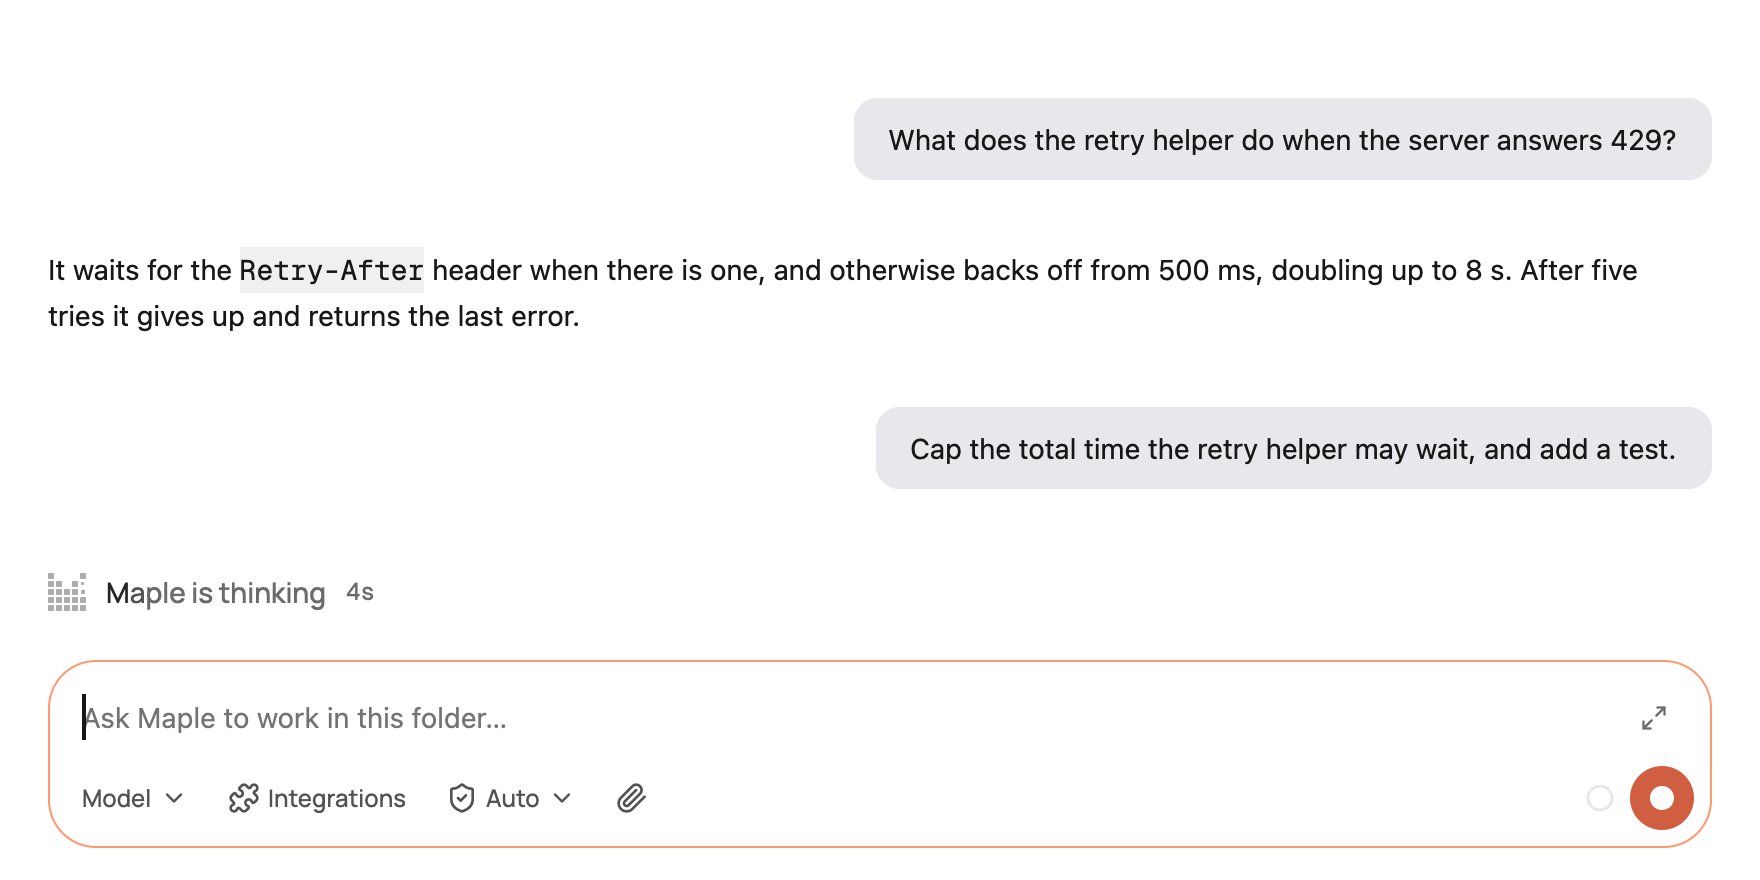 What does the retry helper do when the server answers 429?
It waits for the Retry-After header when there is one, and otherwise backs off from 500 ms, doubling up to 8 s. After five
tries it gives up and returns the last error.
Cap the total time the retry helper may wait, and add a test.
Maple is thinking 4s
Ask Maple to work in this folder...
Model Integrations Auto